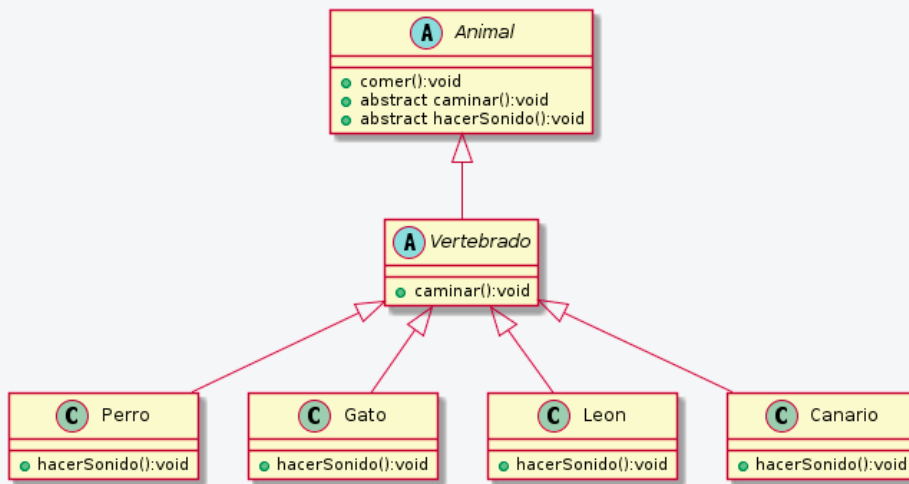 A Animal
comer():void
abstract caminar():void
abstract hacerSonido():void
A Vertebrado
caminar():void
C Perro
hacerSonido():void
C Gato
hacerSonido():void
C Leon
hacerSonido():void
C Canario
hacerSonido():void